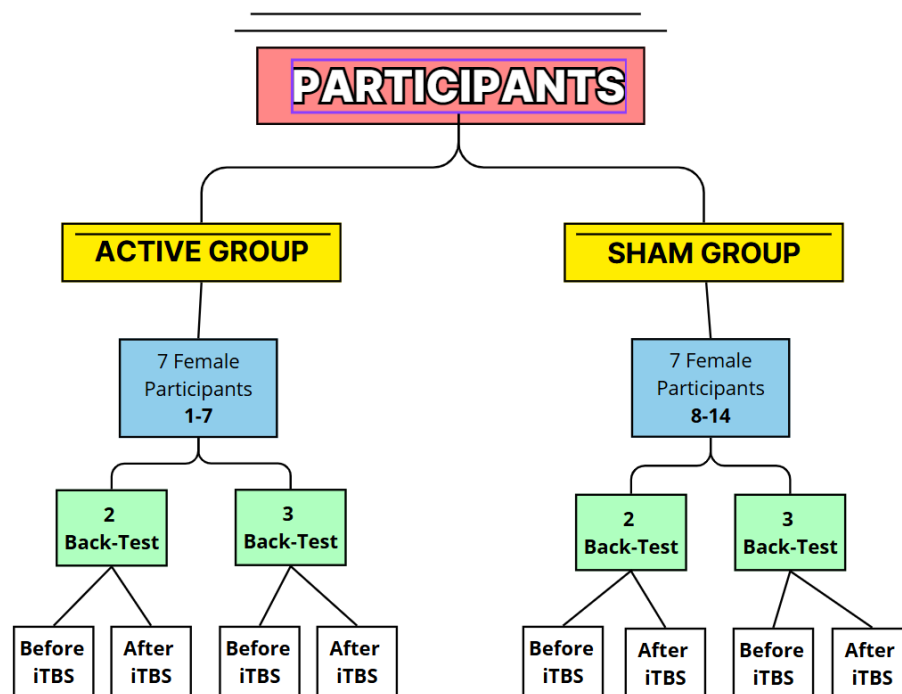 PARTICIPANTS
ACTIVE GROUP
SHAM GROUP
7 Female
Participants
1-7
7 Female
Participants
8-14
2
Back-Test
3
Back-Test
2
Back-Test
3
Back-Test
Before
iTBS
After
iTBS
Before
iTBS
After
iTBS
Before
iTBS
After
iTBS
Before
iTBS
After
iTBS